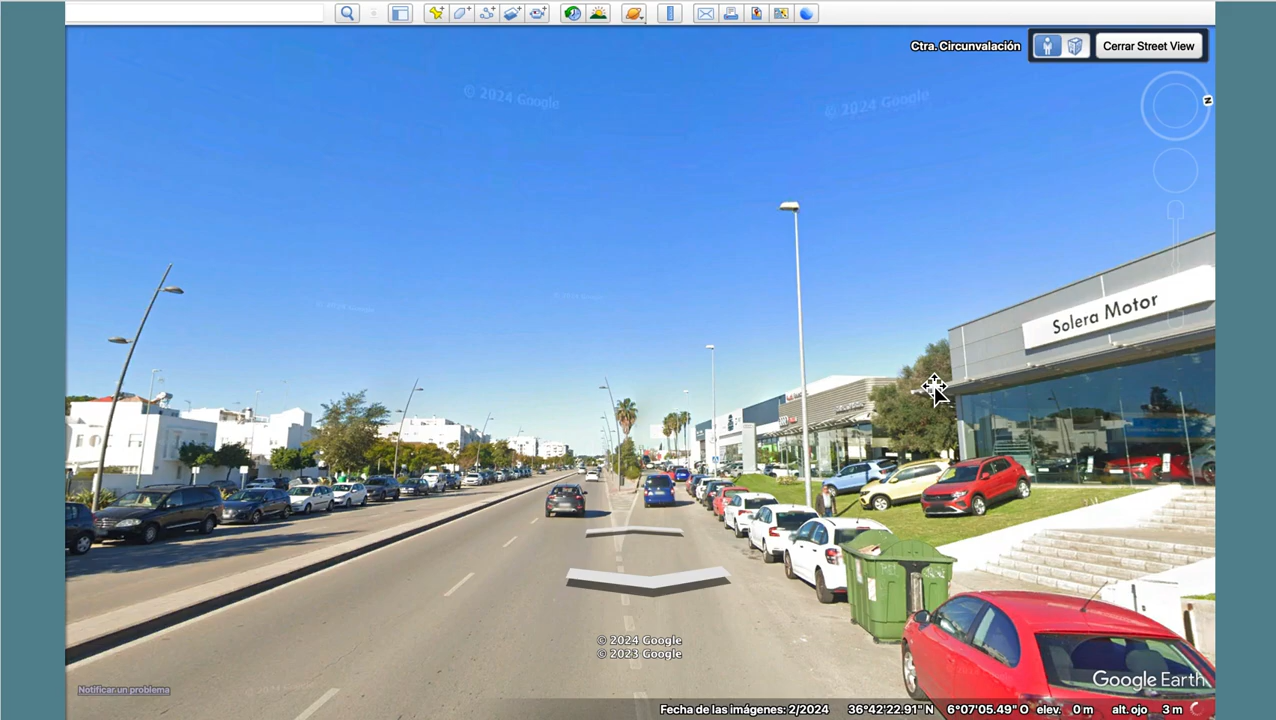 Ctra. Circunvalación
Cerrar Street View
N
© 2024 Google
© 2024 Google
Solera Motor
© 2024 Google
© 2023 Google
Notificar un problema
Google Earth
Fecha de las imágenes: 2/2024 36°42'22.91" N 6°07'05.49" O elev. 0 m alt. ojo 3 m